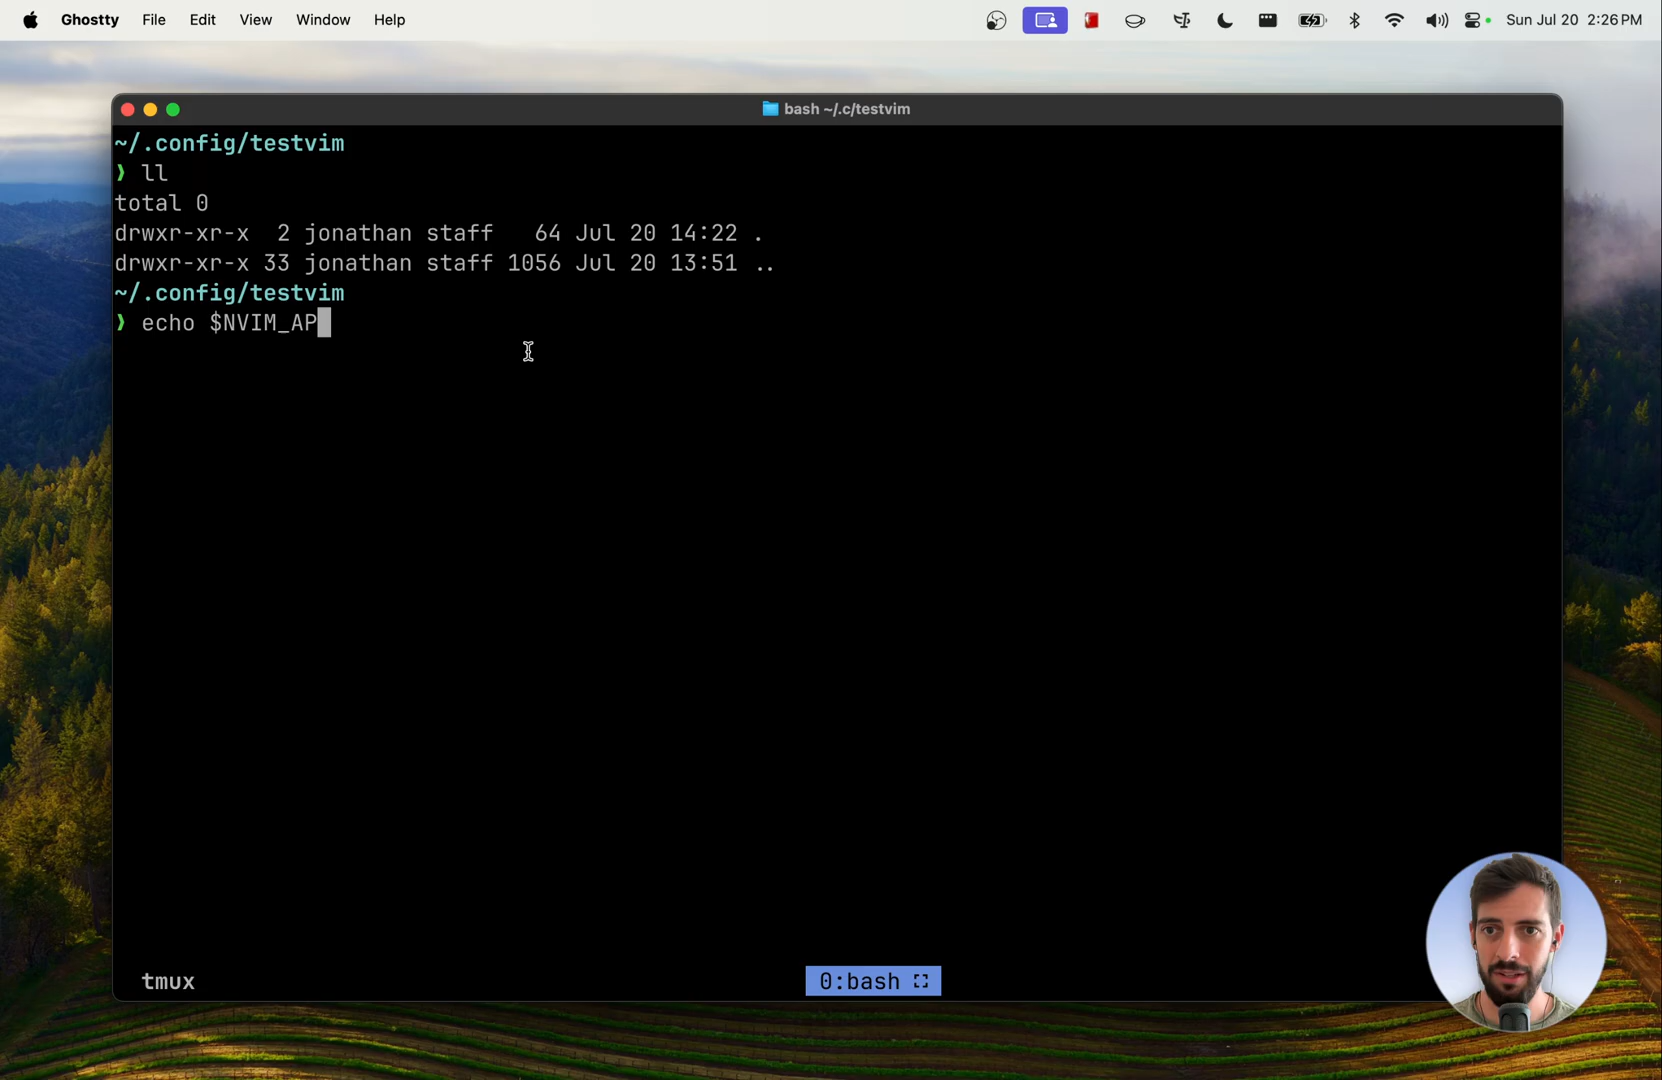 Ghostty File Edit View Window Help Sun Jul 20 2:26 PM
bash ~/.c/testvim
~/.config/testvim
❯ ll
total 0
drwxr-xr-x  2 jonathan staff   64 Jul 20 14:22 .
drwxr-xr-x 33 jonathan staff 1056 Jul 20 13:51 ..
~/.config/testvim
❯ echo $NVIM_AP
tmux 0:bash